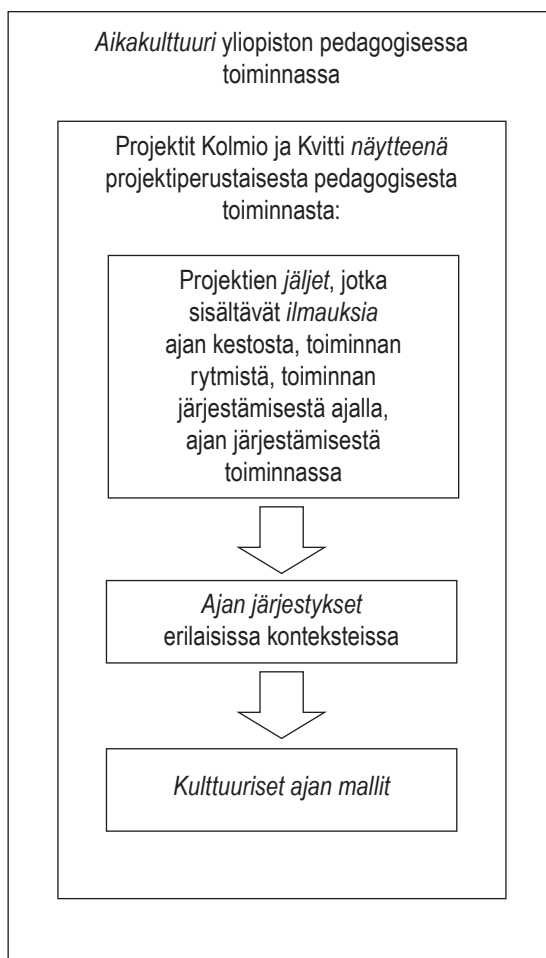 Aikakulttuuri yliopiston pedagogisessa
toiminnassa
Projektit Kolmio ja Kvitti näytteenä
projektiperustaisesta pedagogisesta
toiminnasta:
Projektien jäljet, jotka
sisältävät ilmauksia
ajan kestosta, toiminnan
rytmistä, toiminnan
järjestämisestä ajalla,
ajan järjestämisestä
toiminnassa
Ajan järjestykset
erilaisissa konteksteissa
Kulttuuriset ajan mallit